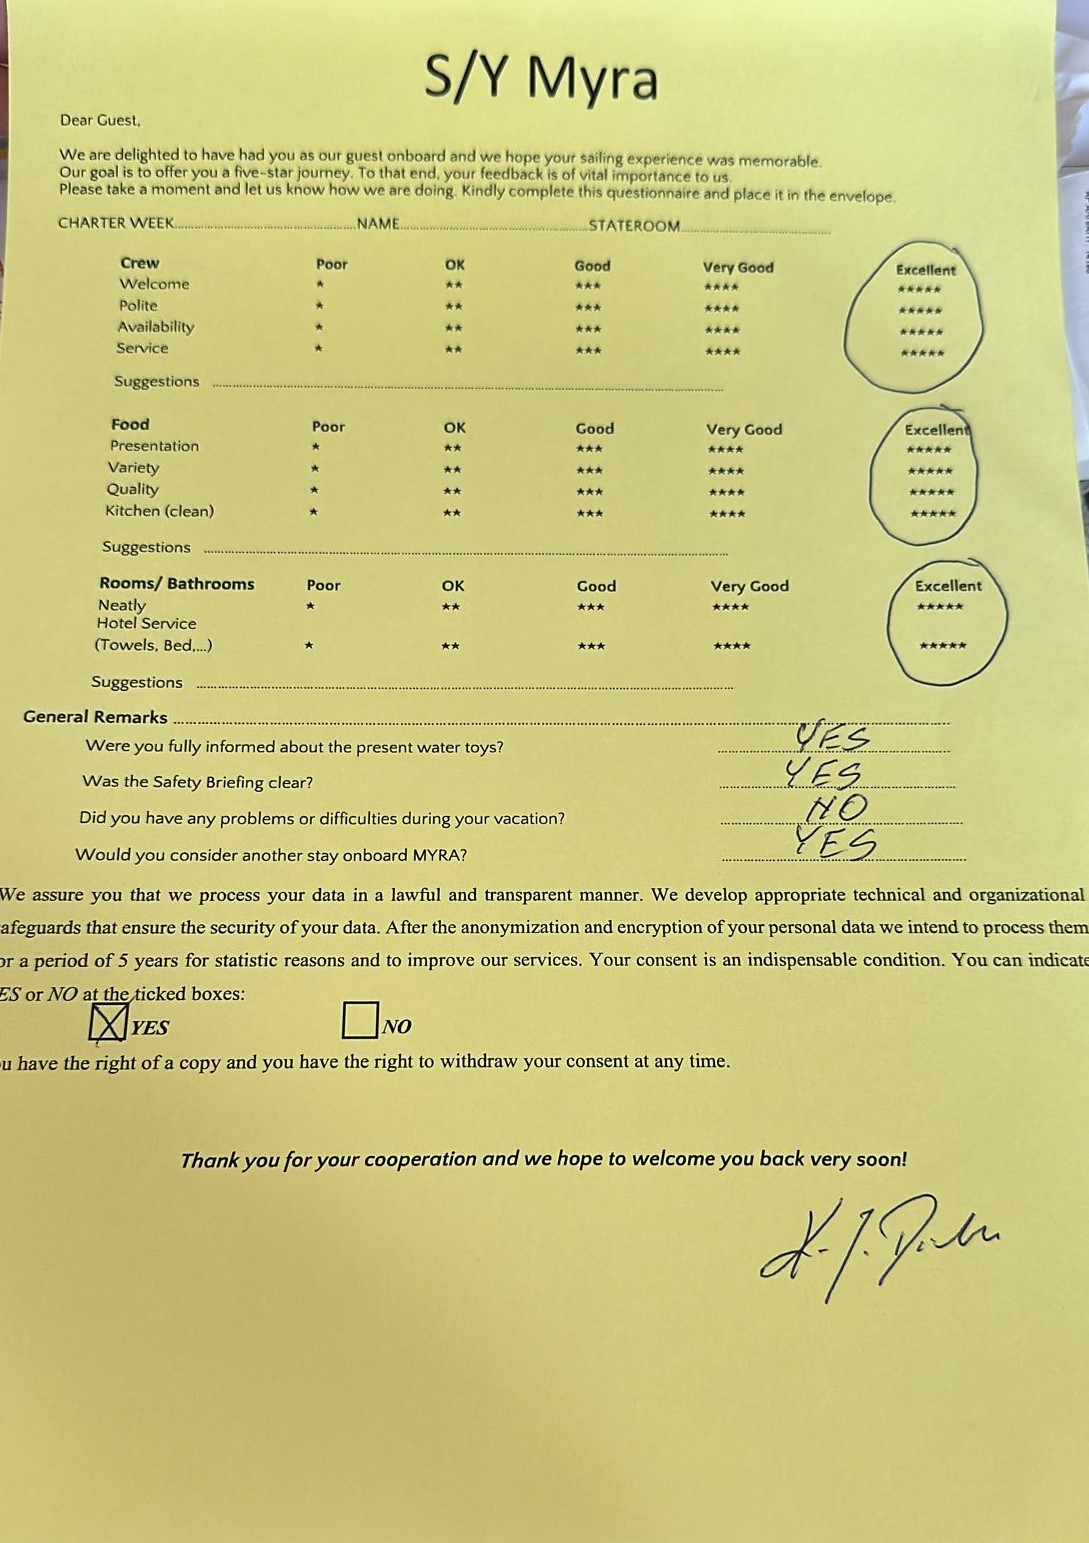 S/Y Myra
Dear Guest,
We are delighted to have had you as our guest onboard and we hope your sailing experience was memorable.
Our goal is to offer you a five-star journey. To that end, your feedback is of vital importance to us.
Please take a moment and let us know how we are doing. Kindly complete this questionnaire and place it in the envelope.
CHARTER WEEK.......................NAME.......................STATEROOM.......................
Crew Poor OK Good Very Good Excellent
Welcome ★ ★★ ★★★ ★★★★ ★★★★★
Polite ★ ★★ ★★★ ★★★★ ★★★★★
Availability ★ ★★ ★★★ ★★★★ ★★★★★
Service ★ ★★ ★★★ ★★★★ ★★★★★
Suggestions .......................
Food Poor OK Good Very Good Excellent
Presentation ★ ★★ ★★★ ★★★★ ★★★★★
Variety ★ ★★ ★★★ ★★★★ ★★★★★
Quality ★ ★★ ★★★ ★★★★ ★★★★★
Kitchen (clean) ★ ★★ ★★★ ★★★★ ★★★★★
Suggestions .......................
Rooms/ Bathrooms Poor OK Good Very Good Excellent
Neatly ★ ★★ ★★★ ★★★★ ★★★★★
Hotel Service
(Towels, Bed,...) ★ ★★ ★★★ ★★★★ ★★★★★
Suggestions .......................
General Remarks .......................
Were you fully informed about the present water toys? YES
Was the Safety Briefing clear? YES
Did you have any problems or difficulties during your vacation? NO
Would you consider another stay onboard MYRA? YES
We assure you that we process your data in a lawful and transparent manner. We develop appropriate technical and organizational
afeguards that ensure the security of your data. After the anonymization and encryption of your personal data we intend to process them
or a period of 5 years for statistic reasons and to improve our services. Your consent is an indispensable condition. You can indicate
ES or NO at the ticked boxes:
YES NO
ou have the right of a copy and you have the right to withdraw your consent at any time.
Thank you for your cooperation and we hope to welcome you back very soon!